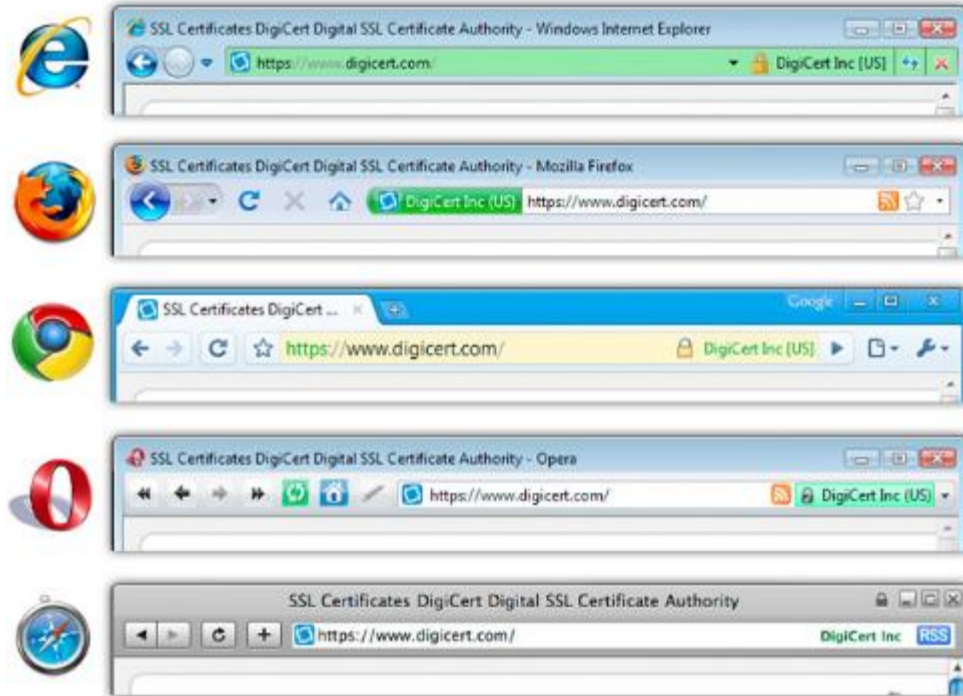 SSL Certificates DigiCert Digital SSL Certificate Authority - Windows Internet Explorer
https://www.digicert.com/ DigiCert Inc [US]
SSL Certificates DigiCert Digital SSL Certificate Authority - Mozilla Firefox
DigiCert Inc (US) https://www.digicert.com/
SSL Certificates DigiCert ... Google
https://www.digicert.com/ DigiCert Inc [US]
SSL Certificates DigiCert Digital SSL Certificate Authority - Opera
https://www.digicert.com/ DigiCert Inc (US)
SSL Certificates DigiCert Digital SSL Certificate Authority
https://www.digicert.com/ DigiCert Inc RSS